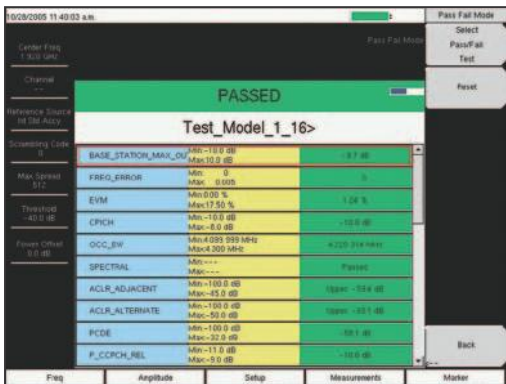 10/28/2005 11:40:03 a.m.
Pass Fail Mode
Select
Pass/Fail
Test
Reset
Back
Pass Fail Mode
Center Freq
Channel
--
Reference Source
Int Std Accy
Scrambling Code
0
Max Spread
512
Threshold
-40.0 dB
Power Offset
0.0 dB
PASSED
Test_Model_1_16>
BASE_STATION_MAX_OU Min:-10.0 dB
Max:10.0 dB
FREQ_ERROR Min: 0
Max: 0.005
0
EVM Min:0.00 %
Max:17.50 %
1.24 %
CPICH Min:-10.0 dB
Max:-8.0 dB
-10.0 dB
OCC_BW Min:4.099 999 MHz
Max:4.300 MHz
SPECTRAL Min:---
Max:---
Passed
ACLR_ADJACENT Min:-100.0 dB
Max:-45.0 dB
ACLR_ALTERNATE Min:-100.0 dB
Max:-50.0 dB
PCDE Min:-100.0 dB
Max:-32.0 dB
P_CCPCH_REL Min:-11.0 dB
Max:-9.0 dB
-10.0 dB
Freq Amplitude Setup Measurements Marker